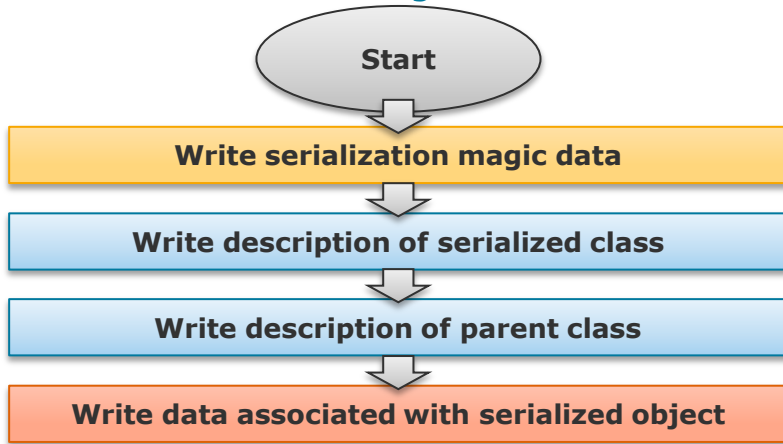 Start
Write serialization magic data
Write description of serialized class
Write description of parent class
Write data associated with serialized object